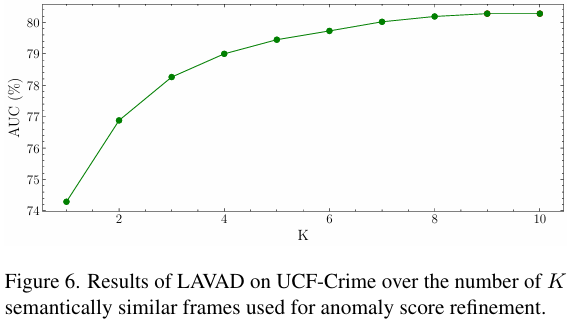 80
79
78
77
76
75
74
AUC (%)
2 4 6 8 10
K
Figure 6. Results of LAVAD on UCF-Crime over the number of K
semantically similar frames used for anomaly score refinement.